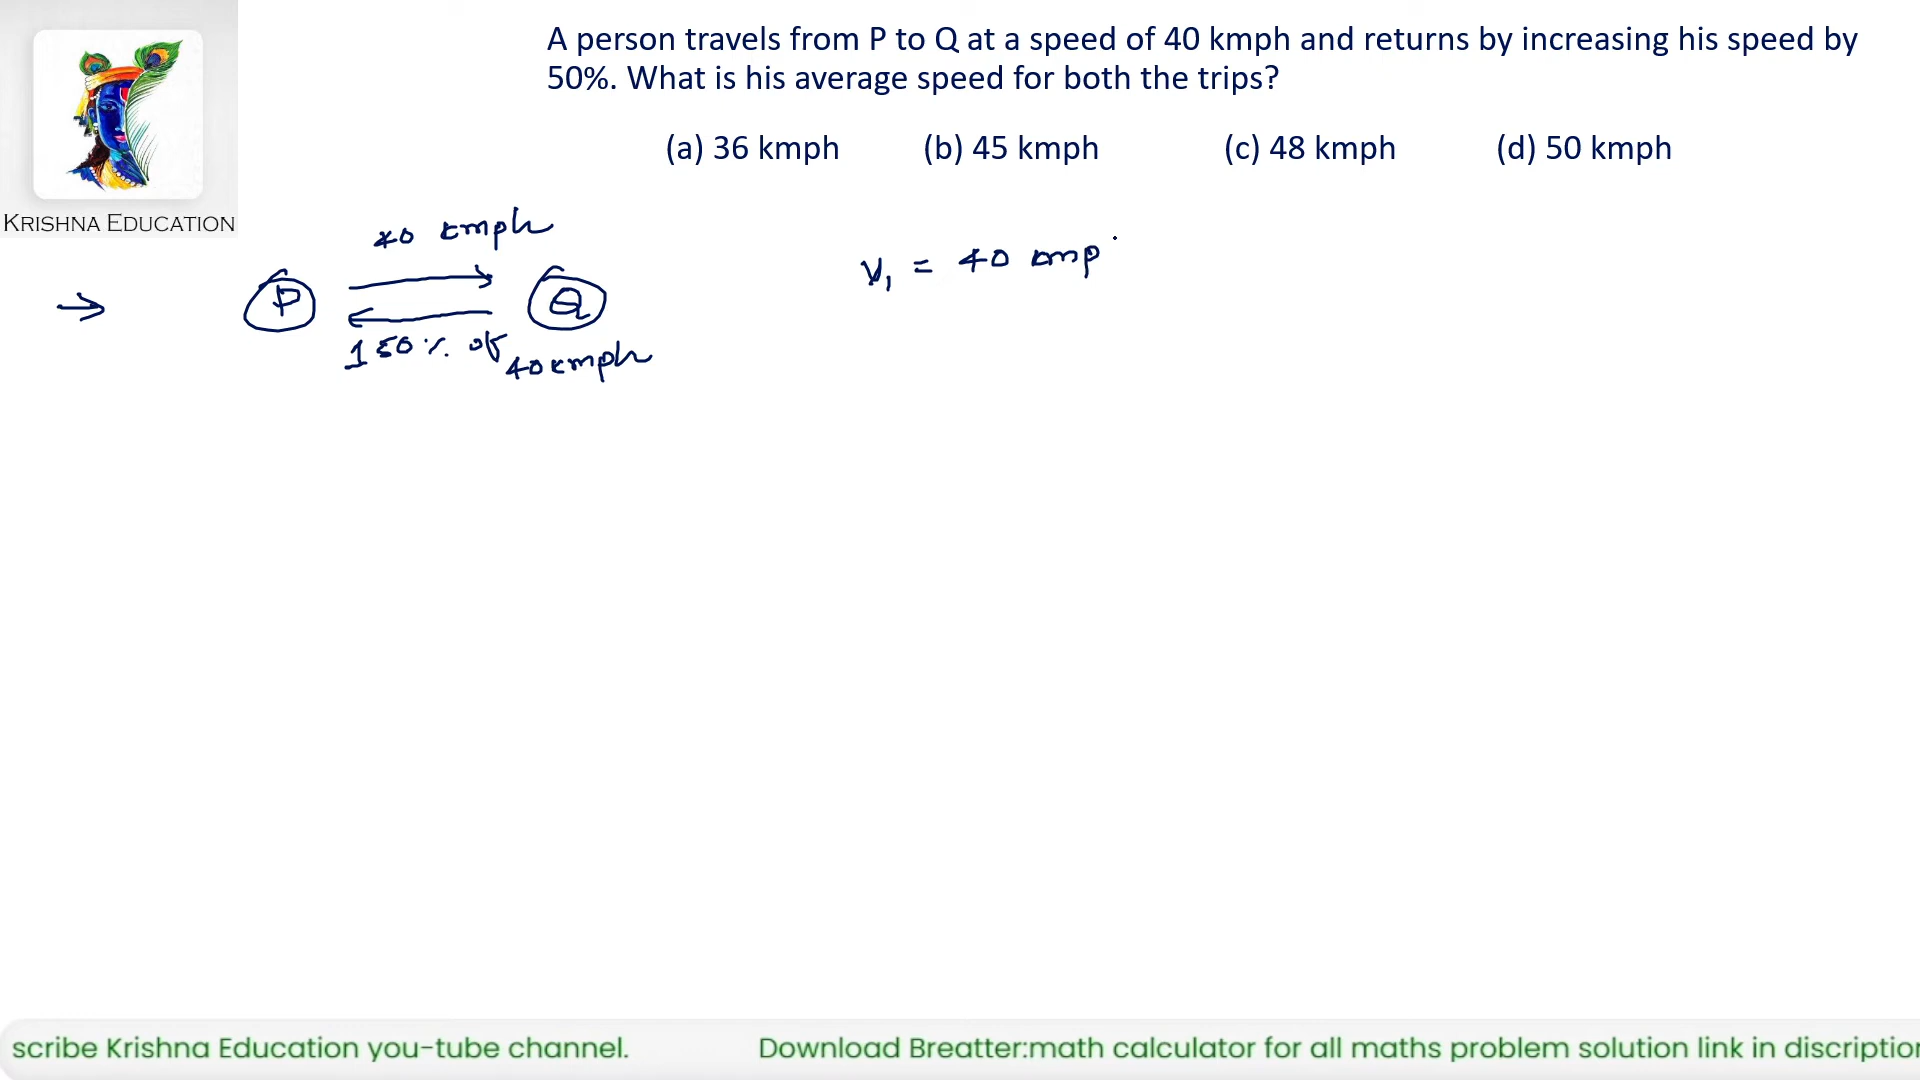 A person travels from P to Q at a speed of 40 kmph and returns by increasing his speed by
50%. What is his average speed for both the trips?
(a) 36 kmph (b) 45 kmph (c) 48 kmph (d) 50 kmph
KRISHNA EDUCATION
40 kmph
V₁ = 40 kmp
→ P Q
150% of
40 kmph
scribe Krishna Education you-tube channel. Download Breatter:math calculator for all maths problem solution link in discription